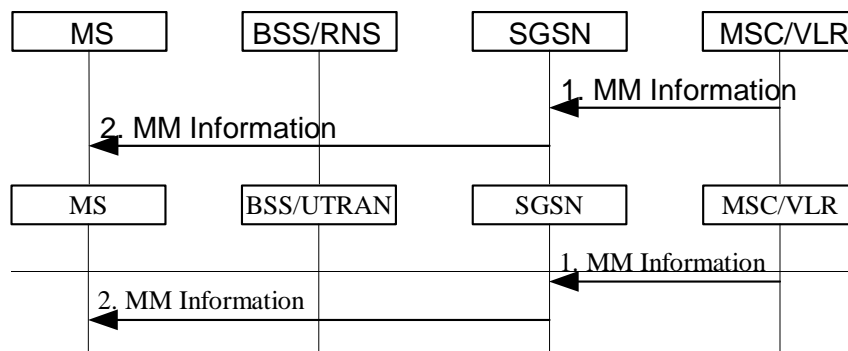 MS BSS/RNS SGSN MSC/VLR
1. MM Information
2. MM Information
MS BSS/UTRAN SGSN MSC/VLR
1. MM Information
2. MM Information